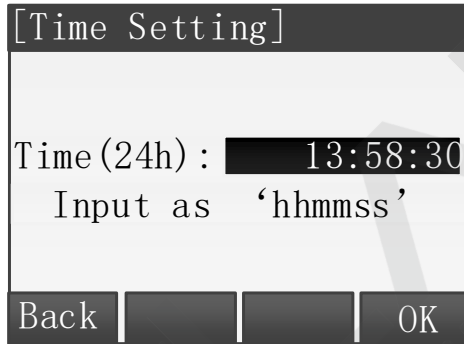 [Time Setting]
Time(24h): 13:58:30
Input as ‘hhmmss’
Back OK